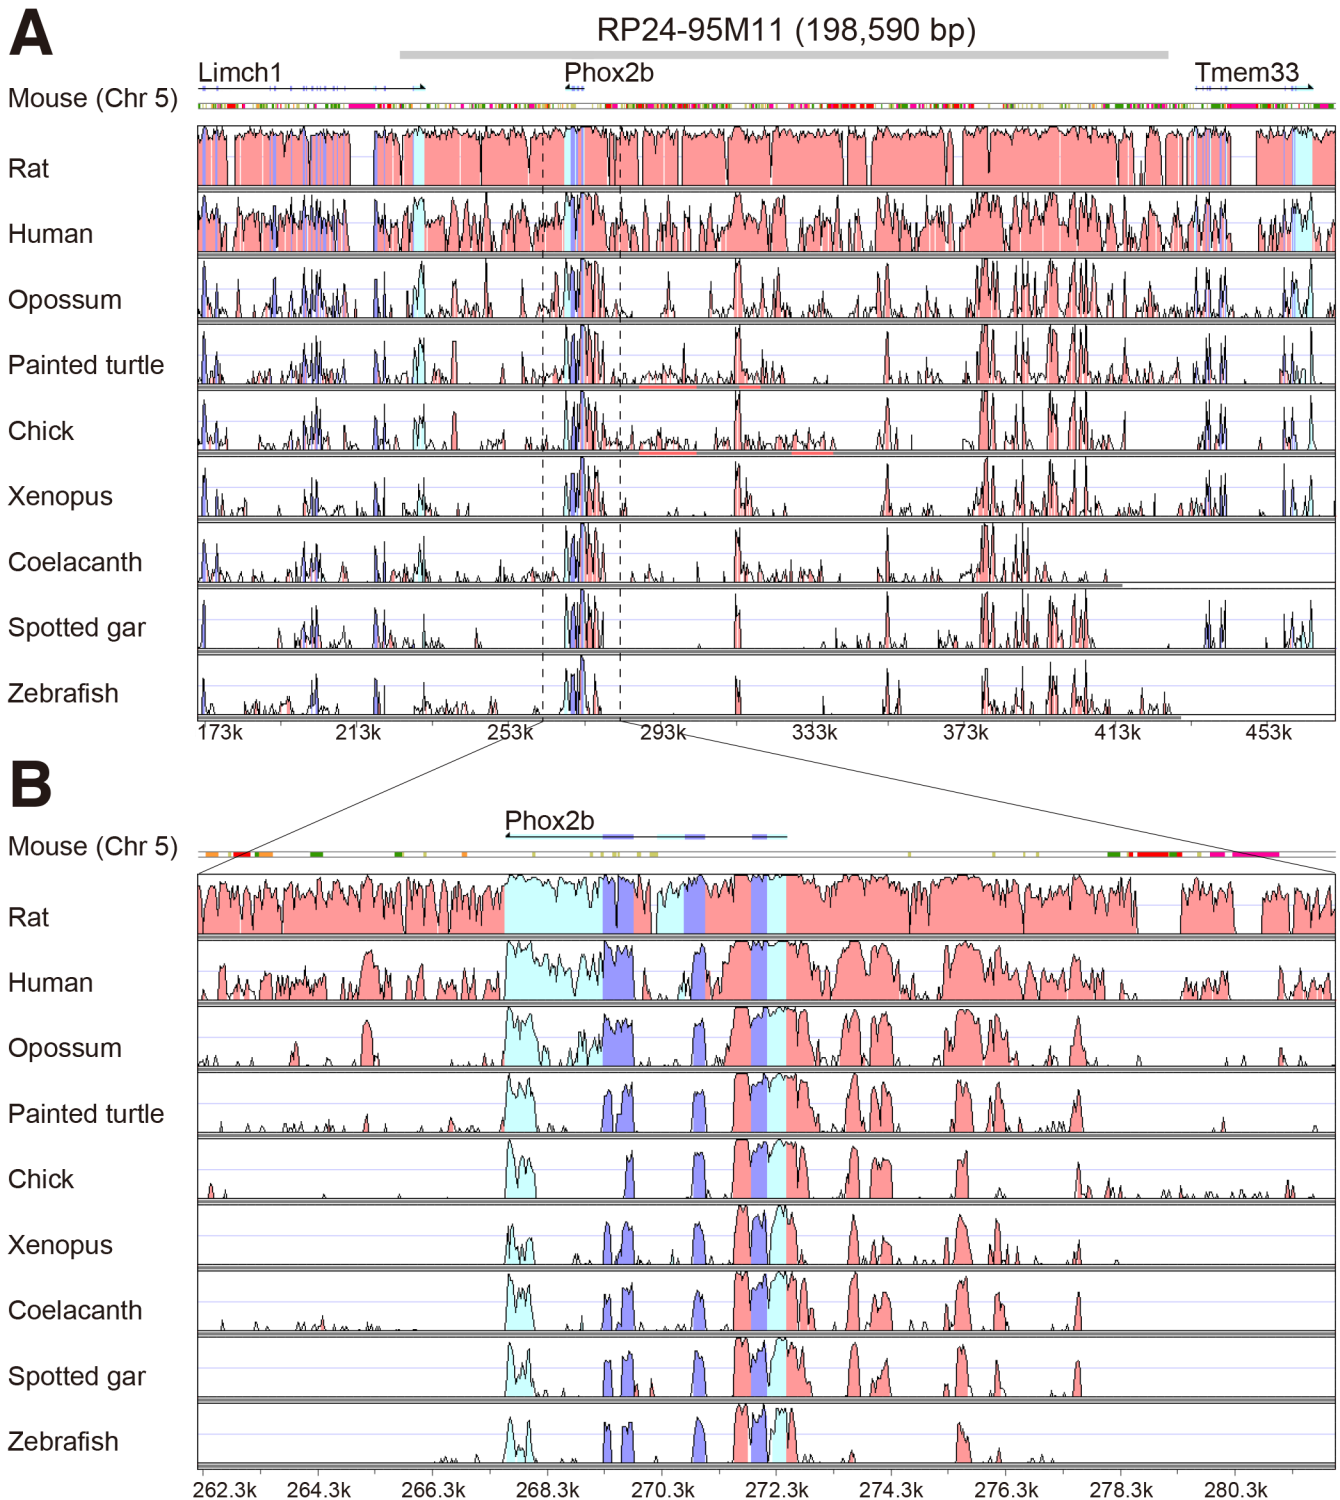 A
RP24-95M11 (198,590 bp)
Limch1 Phox2b Tmem33
Mouse (Chr 5)
Rat
Human
Opossum
Painted turtle
Chick
Xenopus
Coelacanth
Spotted gar
Zebrafish
173k 213k 253k 293k 333k 373k 413k 453k
B
Phox2b
Mouse (Chr 5)
Rat
Human
Opossum
Painted turtle
Chick
Xenopus
Coelacanth
Spotted gar
Zebrafish
262.3k 264.3k 266.3k 268.3k 270.3k 272.3k 274.3k 276.3k 278.3k 280.3k